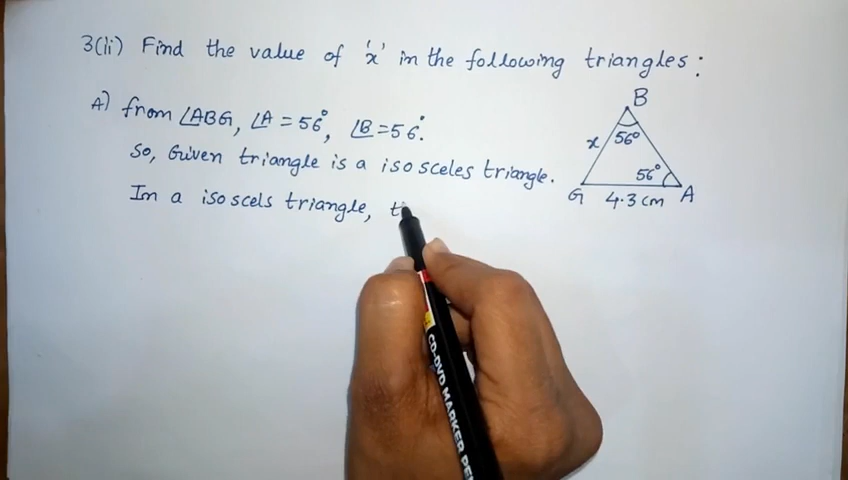 3(ii) Find the value of 'x' in the following triangles:
A) from ∠ABG, ∠A = 56°, ∠B = 56°.
So, Given triangle is a isosceles triangle.
In a isoscels triangle, t
B
x
56°
56°
G
4.3 cm
A
CD-DVD MARKER PE